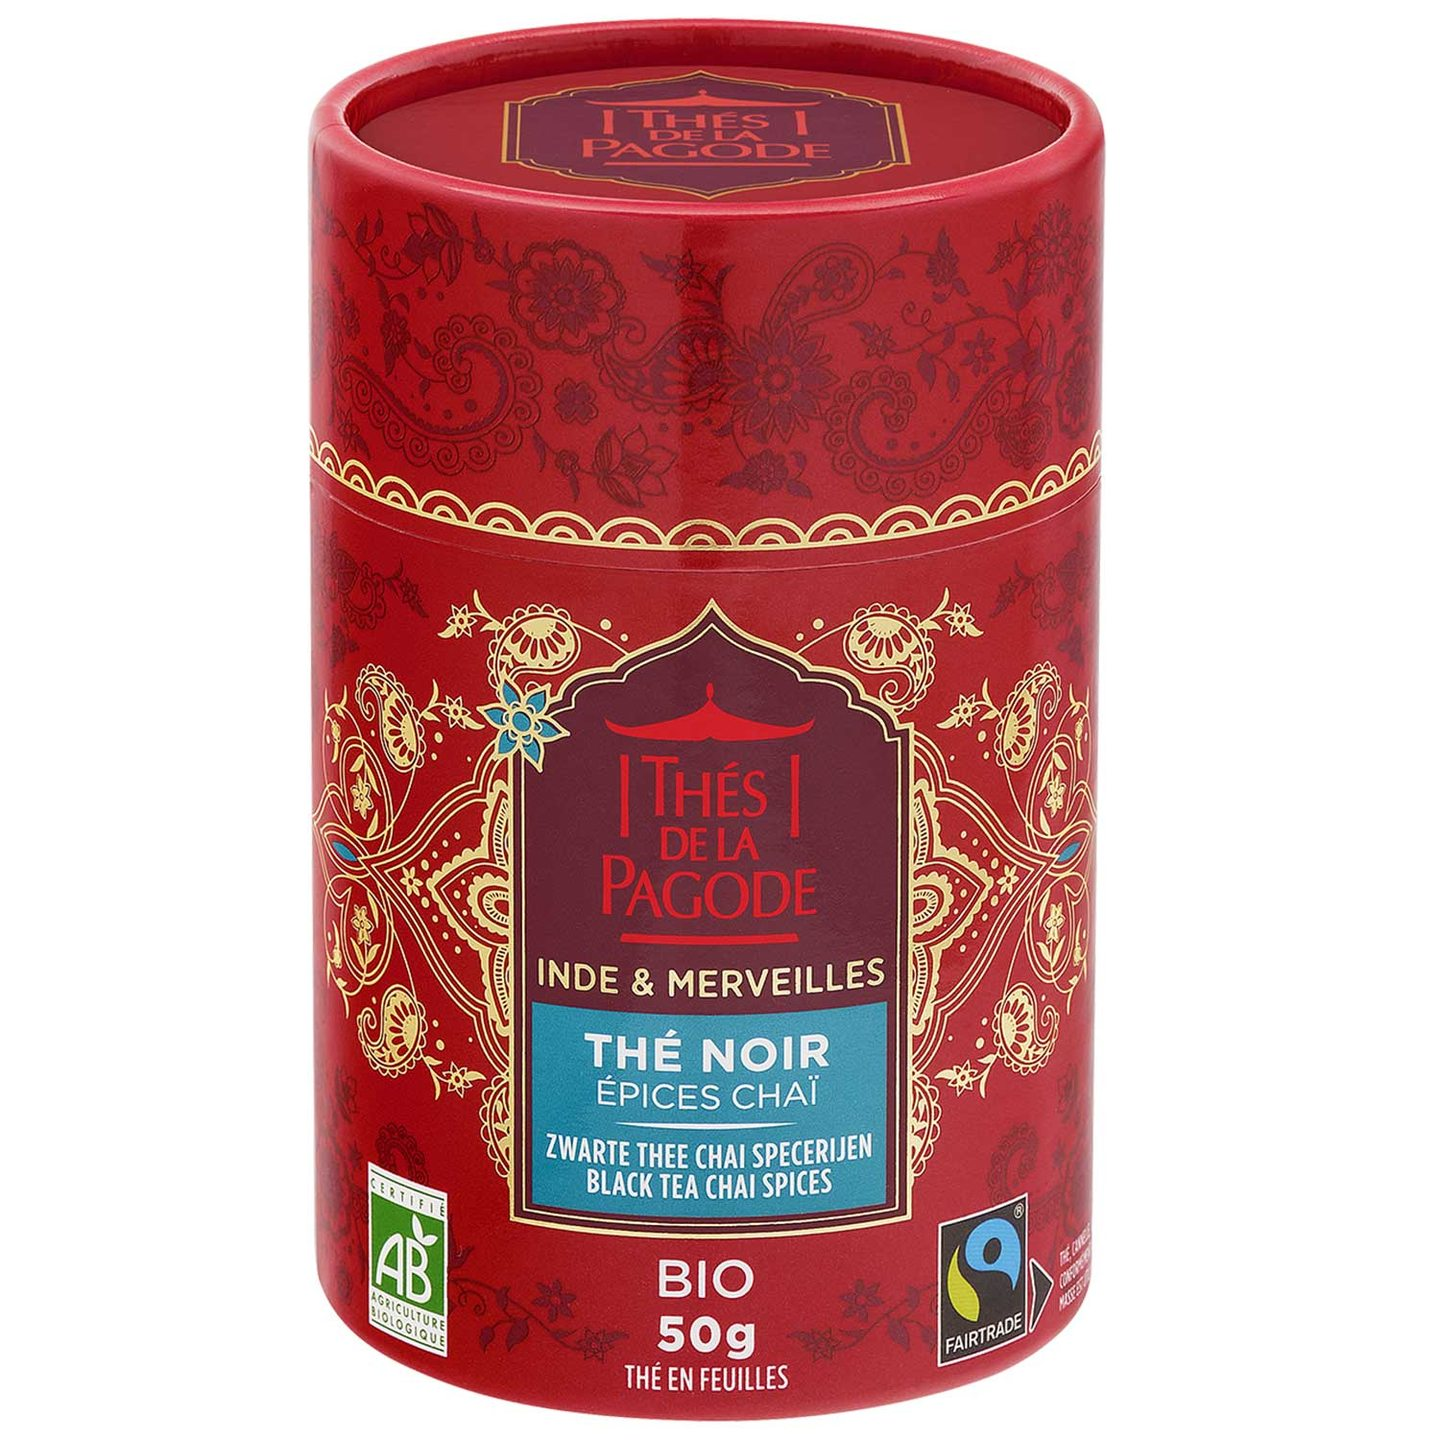 THÉS
DE LA
PAGODE
THÉS
DE LA
PAGODE
INDE & MERVEILLES
THÉ NOIR
ÉPICES CHAÏ
ZWARTE THEE CHAI SPECERIJEN
BLACK TEA CHAI SPICES
CERTIFIÉ
AB
AGRICULTURE
BIOLOGIQUE
BIO
50g
THÉ EN FEUILLES
®
FAIRTRADE
THÉ,